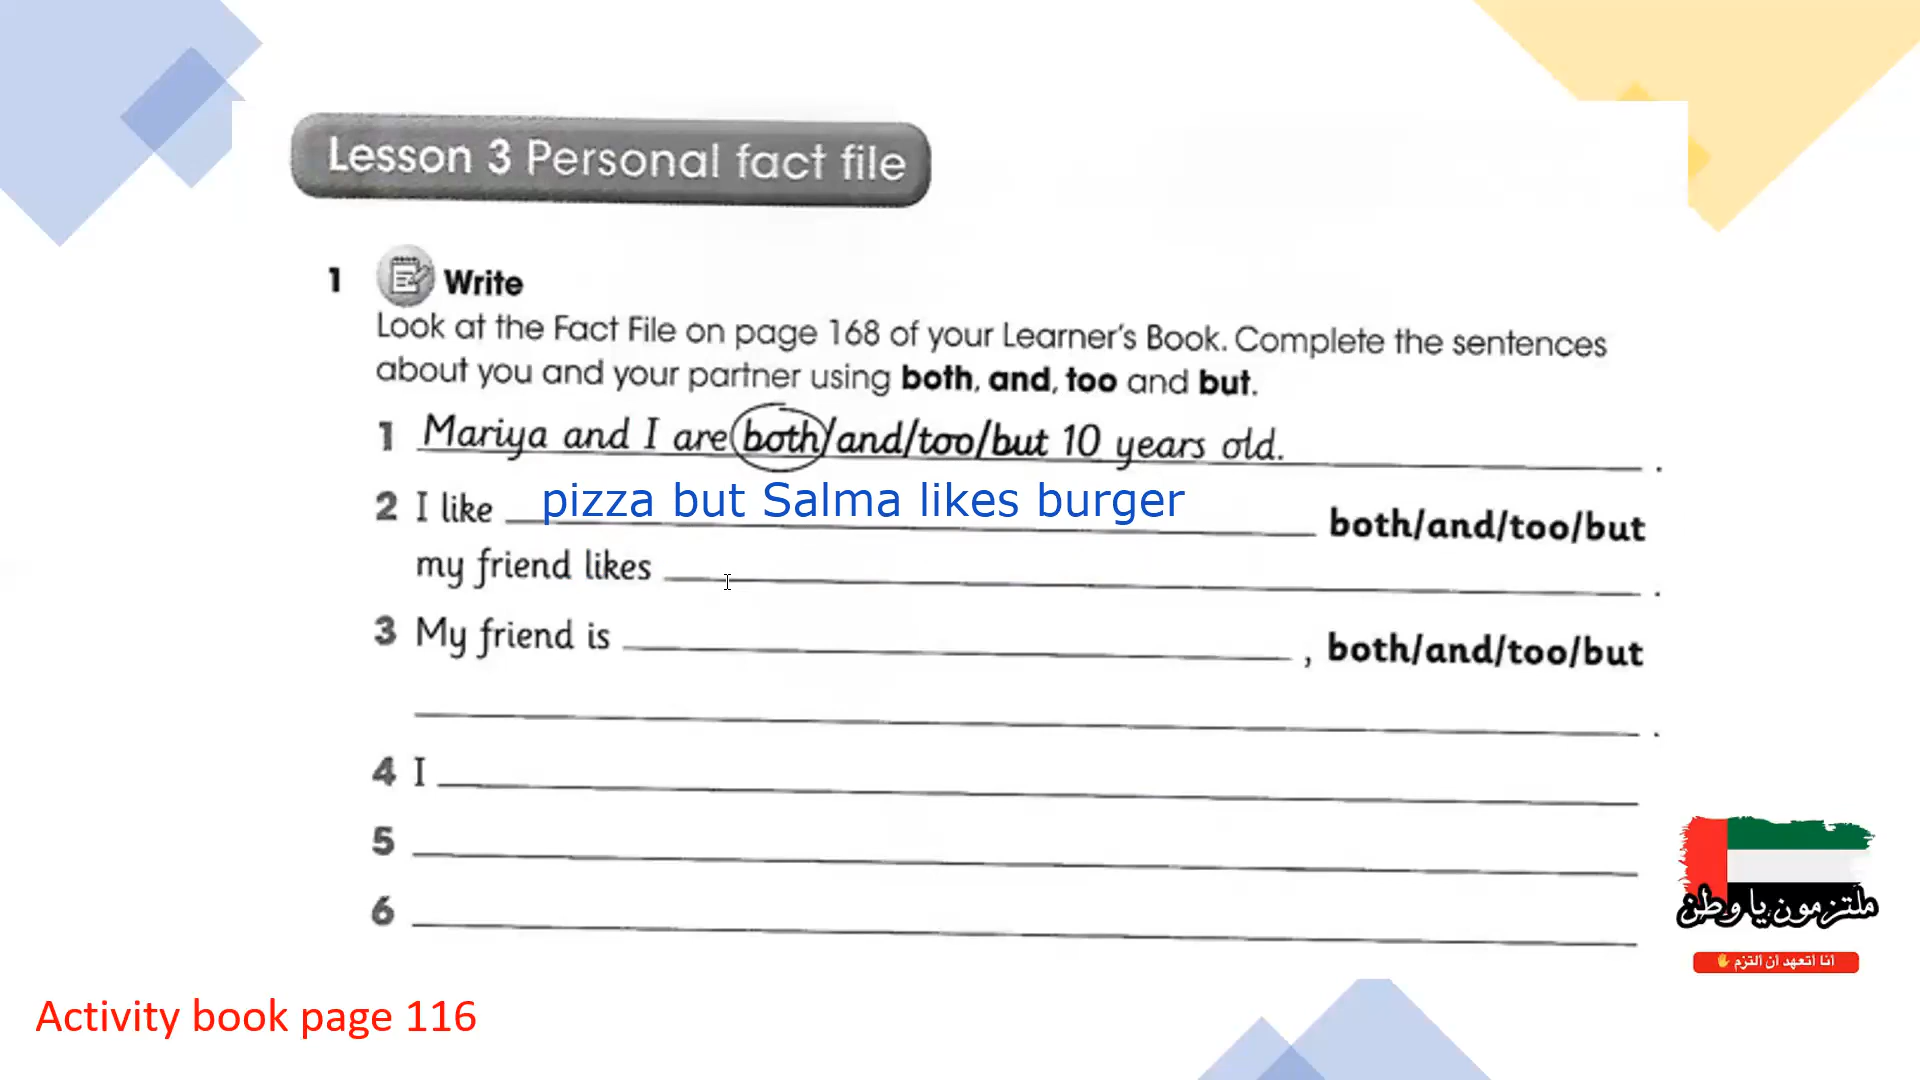 Lesson 3 Personal fact file
1 Write
Look at the Fact File on page 168 of your Learner's Book. Complete the sentences
about you and your partner using both, and, too and but.
1 Mariya and I are both/and/too/but 10 years old. .
2 I like pizza but Salma likes burger both/and/too/but
my friend likes .
3 My friend is , both/and/too/but
.
4 I
5
6
ملتزمون يا وطن
أنا أتعهد أن ألتزم
Activity book page 116